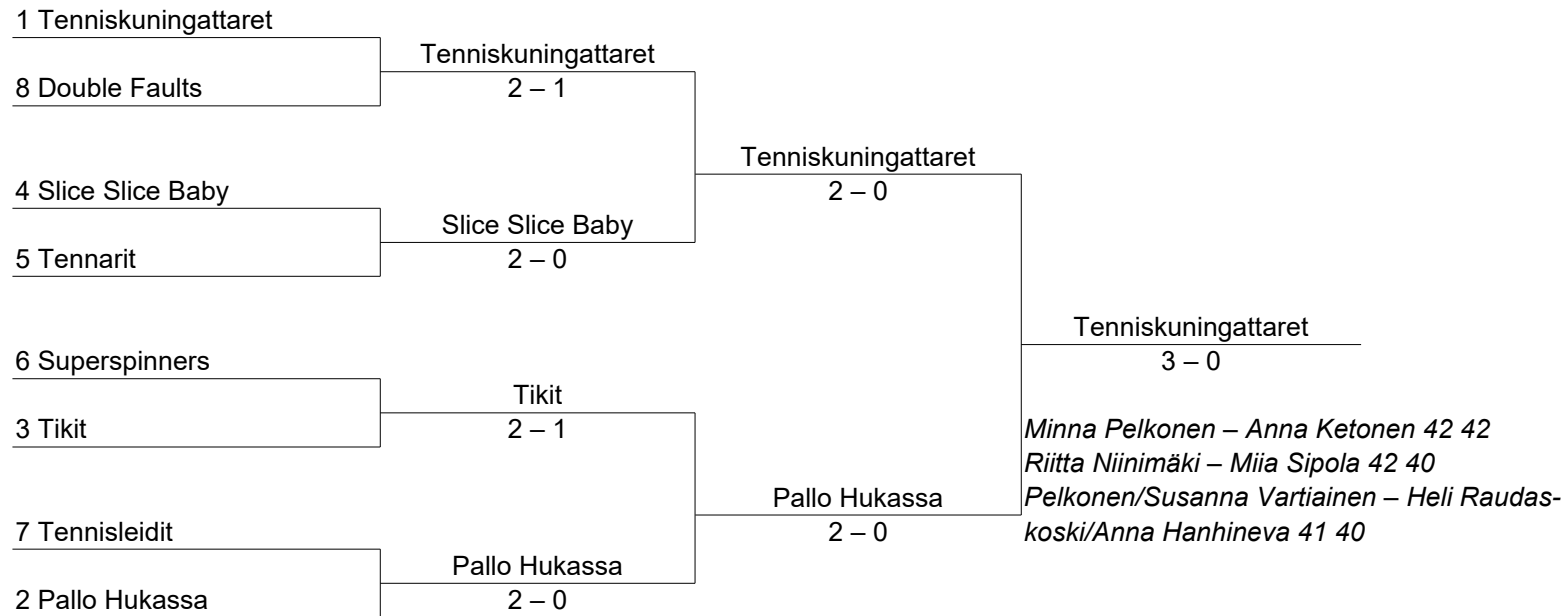 1 Tenniskuningattaret
Tenniskuningattaret
8 Double Faults
2 – 1
Tenniskuningattaret
4 Slice Slice Baby
2 – 0
Slice Slice Baby
5 Tennarit
2 – 0
Tenniskuningattaret
6 Superspinners
3 – 0
Tikit
3 Tikit
2 – 1
Minna Pelkonen – Anna Ketonen 42 42
Riitta Niinimäki – Miia Sipola 42 40
Pallo Hukassa
Pelkonen/Susanna Vartiainen – Heli Raudas-
7 Tennisleidit
2 – 0
koski/Anna Hanhineva 41 40
Pallo Hukassa
2 Pallo Hukassa
2 – 0